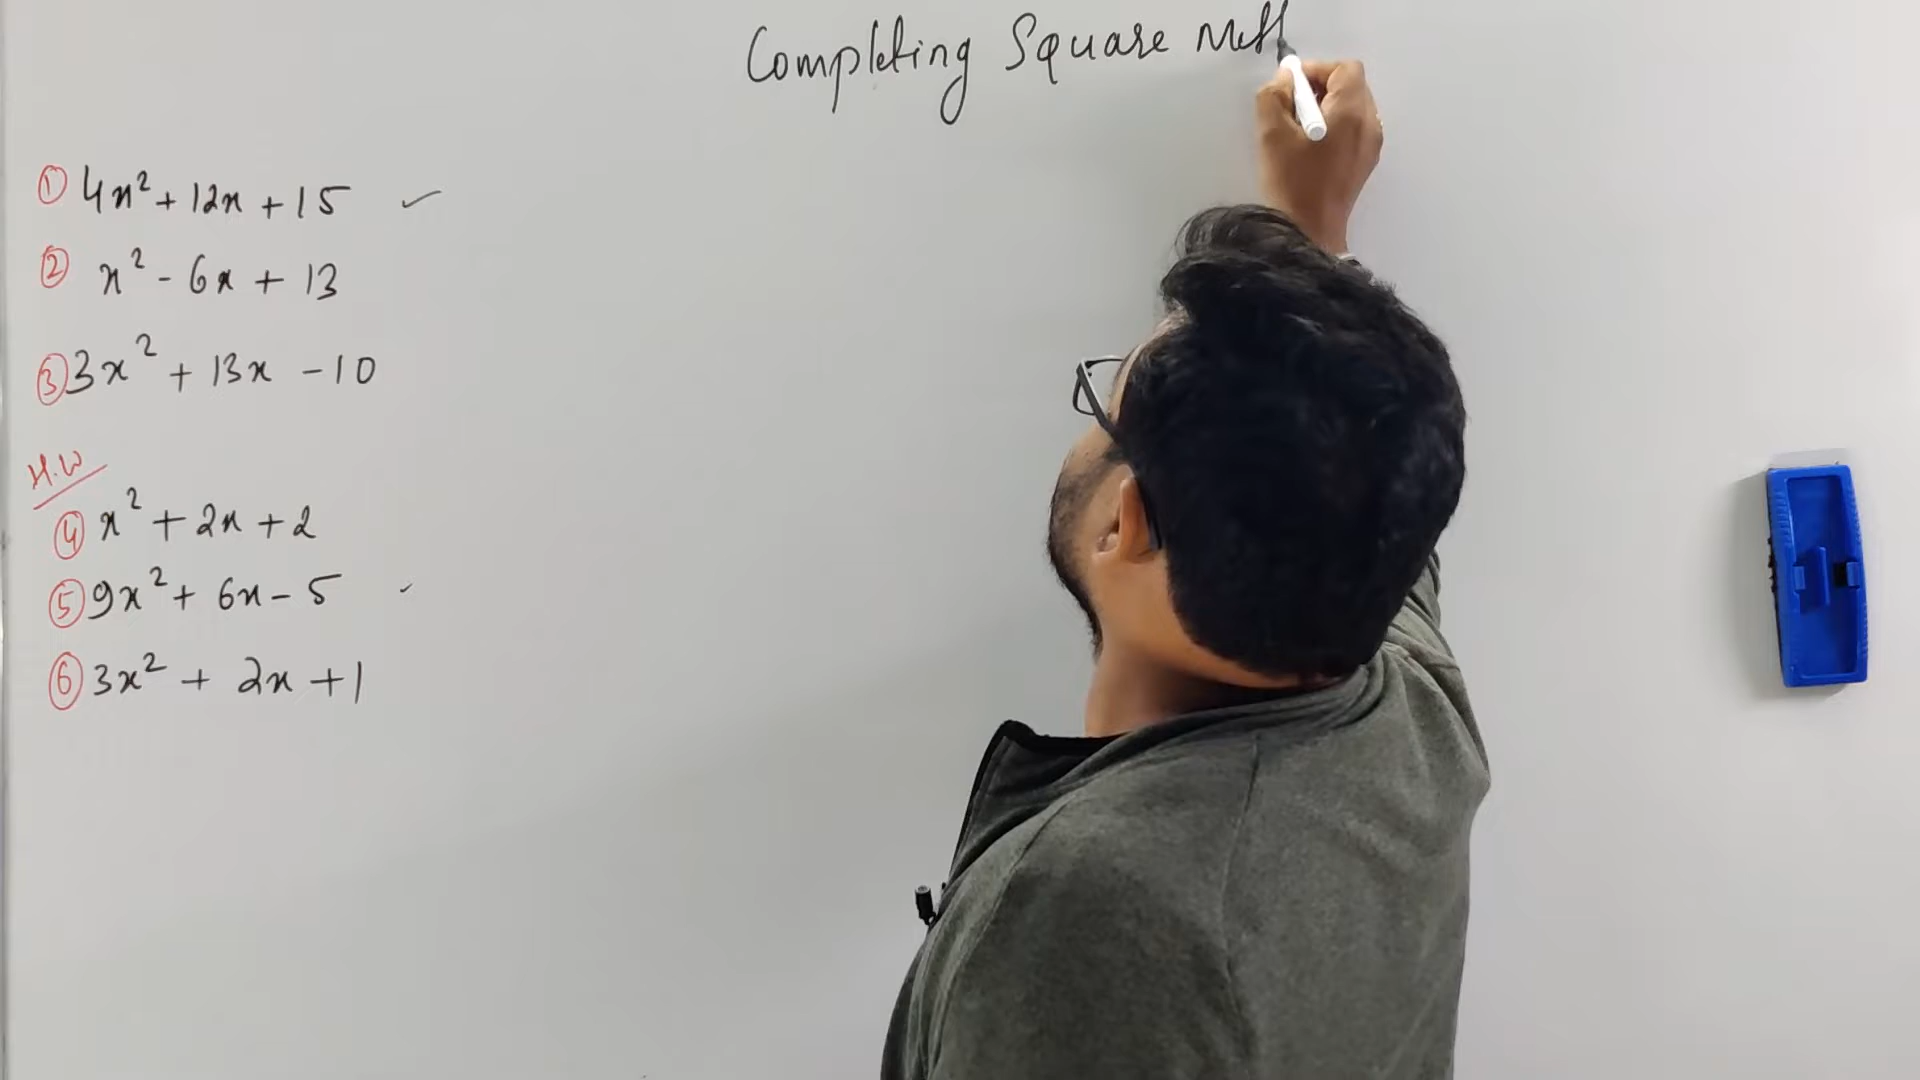 Completing Square Meth
① 4x² + 12x + 15 ✓
② x² - 6x + 13
③ 3x² + 13x - 10
H.W
④ x² + 2x + 2
⑤ 9x² + 6x - 5
⑥ 3x² + 2x + 1